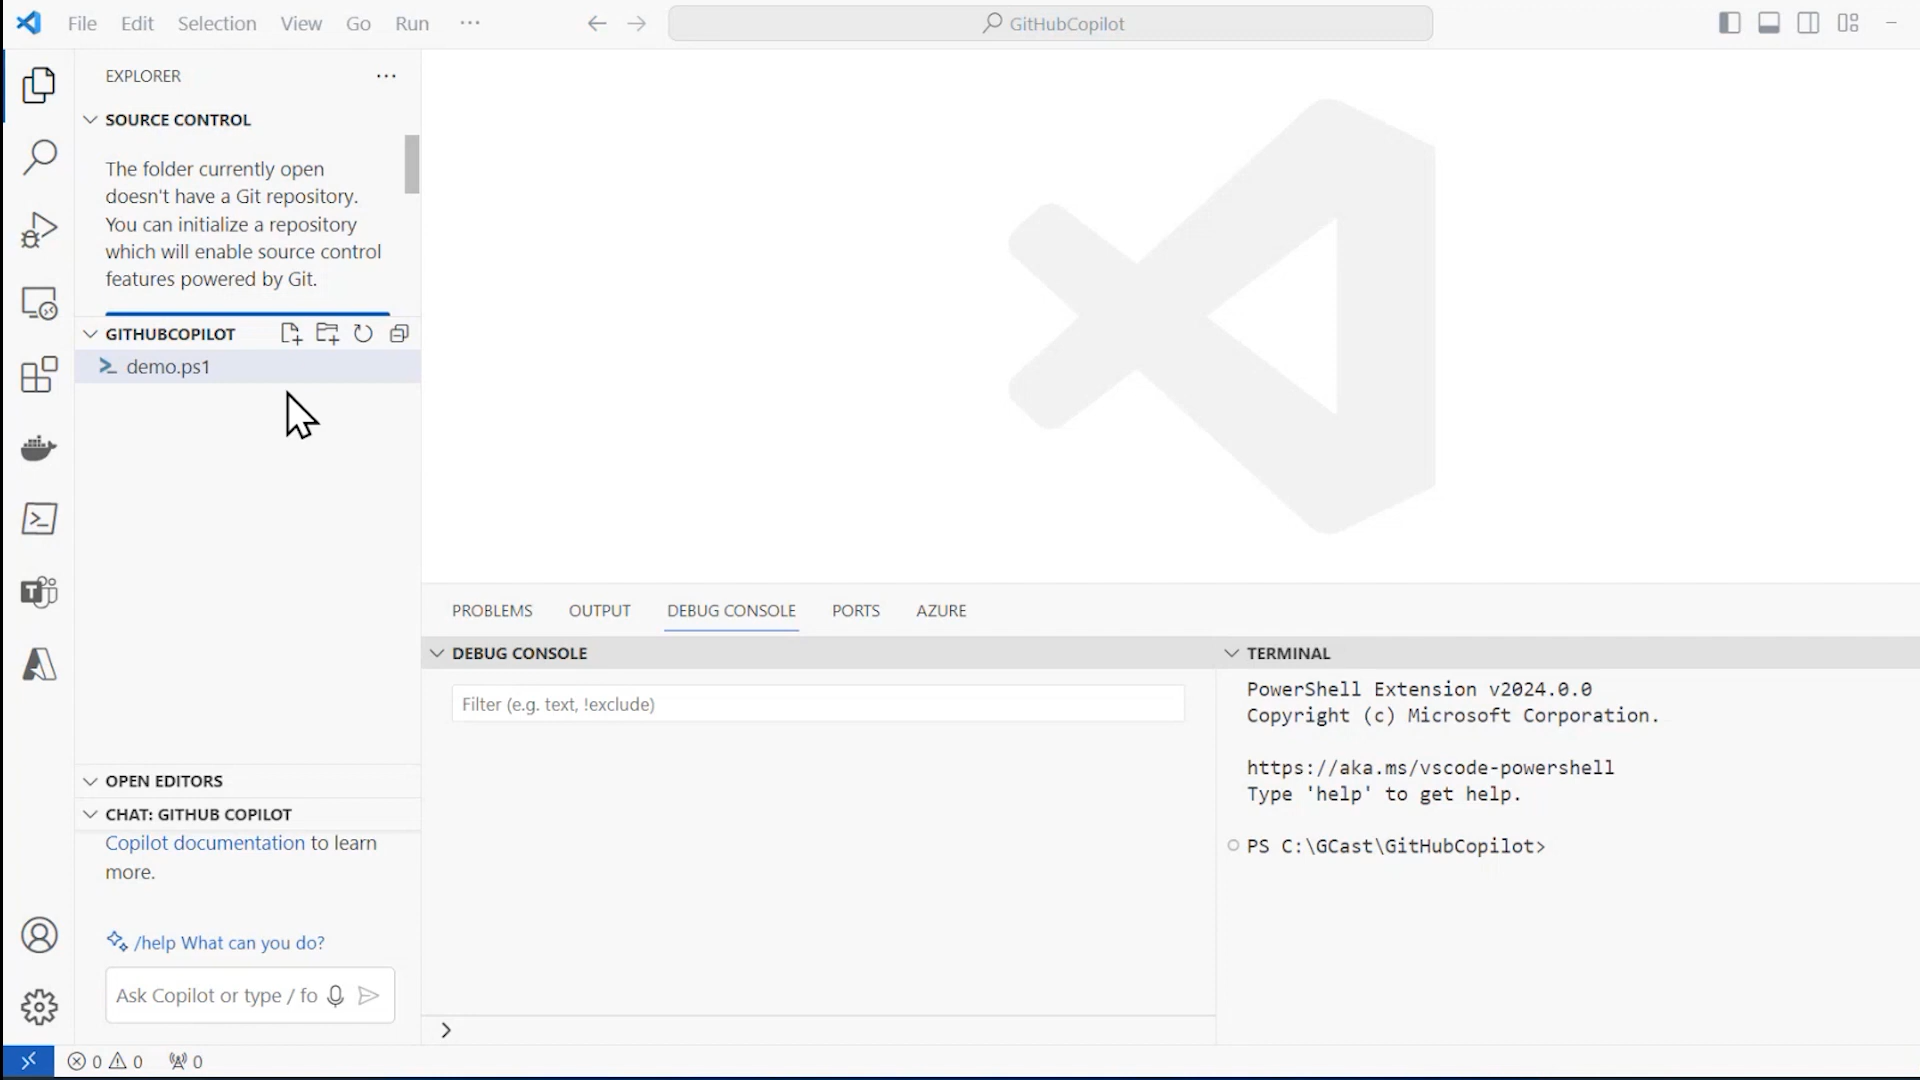 File Edit Selection View Go Run ···
GitHubCopilot
EXPLORER
SOURCE CONTROL
The folder currently open
doesn't have a Git repository.
You can initialize a repository
which will enable source control
features powered by Git.
GITHUBCOPILOT
demo.ps1
OPEN EDITORS
CHAT: GITHUB COPILOT
Copilot documentation to learn
more.
/help What can you do?
Ask Copilot or type / fo
PROBLEMS OUTPUT DEBUG CONSOLE PORTS AZURE
DEBUG CONSOLE
Filter (e.g. text, !exclude)
TERMINAL
PowerShell Extension v2024.0.0
Copyright (c) Microsoft Corporation.
https://aka.ms/vscode-powershell
Type 'help' to get help.
PS C:\GCast\GitHubCopilot>
0 0 0